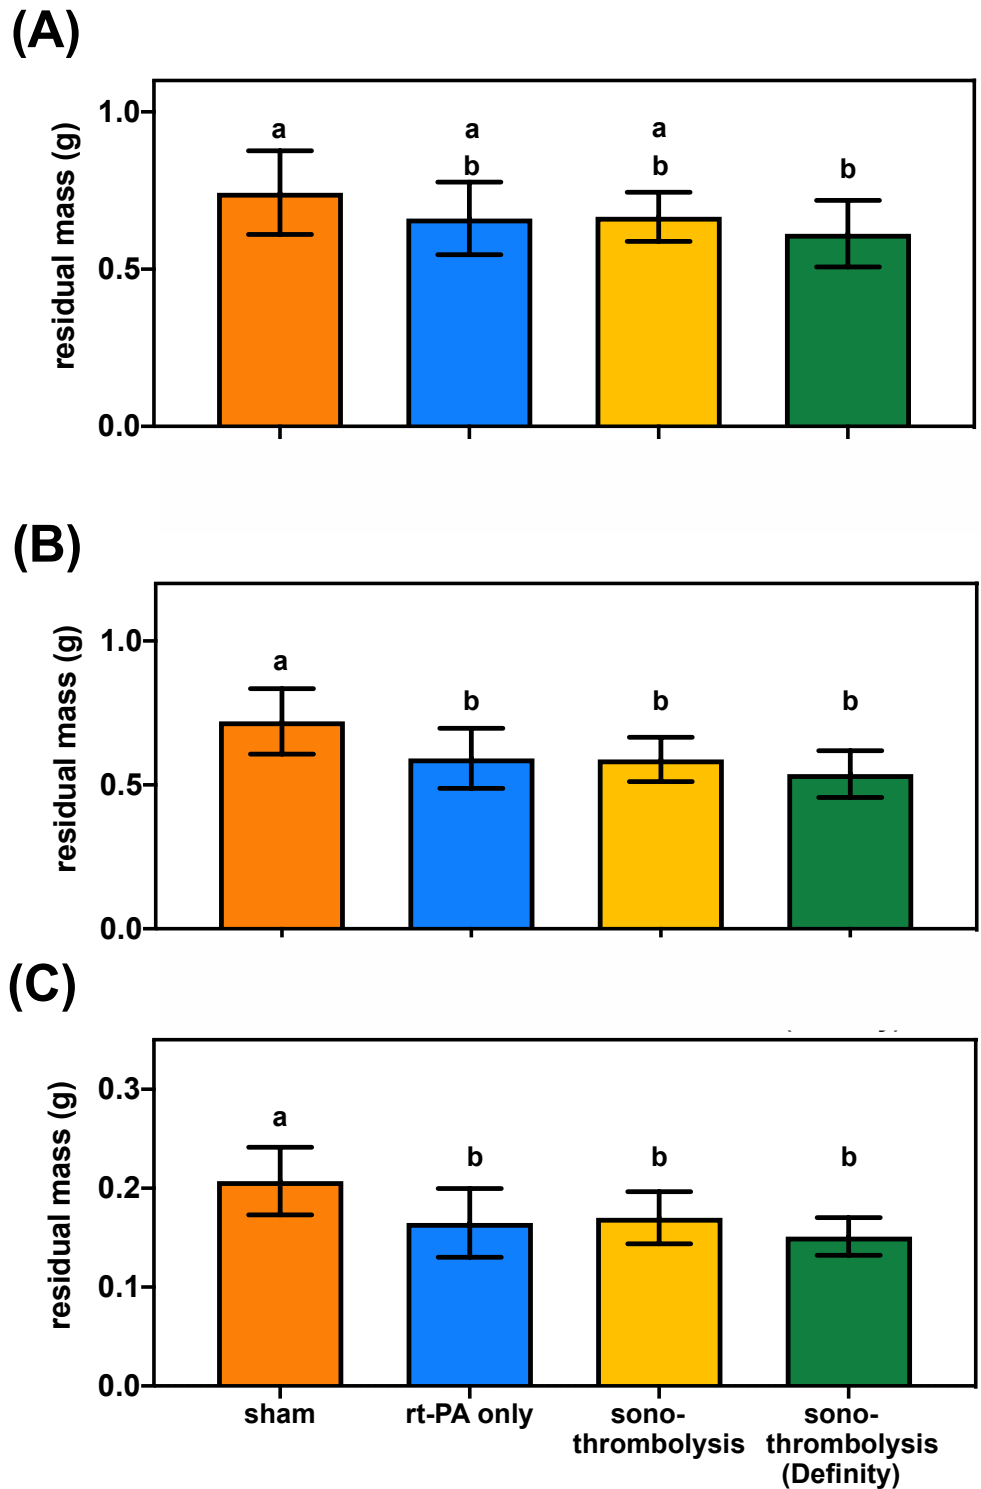 (A)
residual mass (g)
1.0
0.5
0.0
a
a
b
a
b
b
(B)
residual mass (g)
1.0
0.5
0.0
a
b
b
b
(C)
residual mass (g)
0.3
0.2
0.1
0.0
a
b
b
b
sham
rt-PA only
sono-
thrombolysis
sono-
thrombolysis
(Definity)